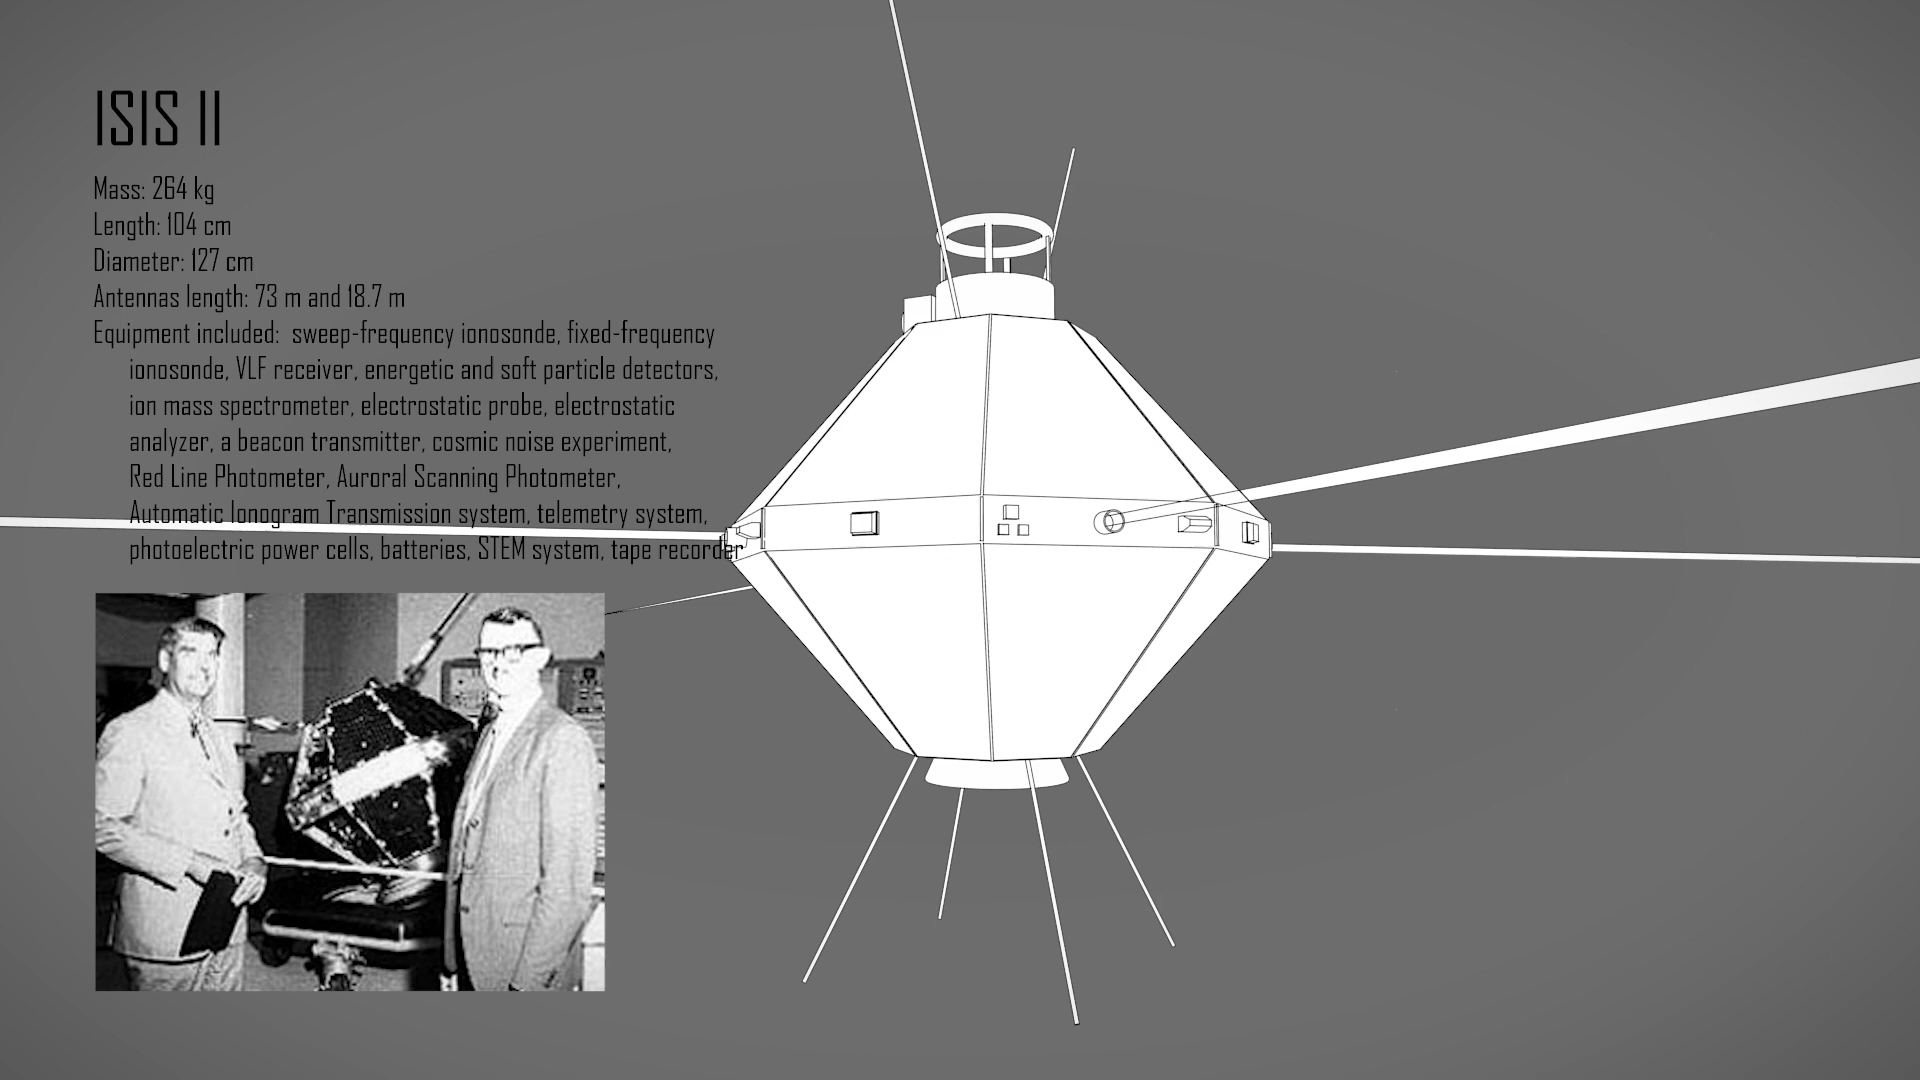 ISIS II
Mass: 264 kg
Length: 104 cm
Diameter: 127 cm
Antennas length: 73 m and 18.7 m
Equipment included: sweep-frequency ionosonde, fixed-frequency
ionosonde, VLF receiver, energetic and soft particle detectors,
ion mass spectrometer, electrostatic probe, electrostatic
analyzer, a beacon transmitter, cosmic noise experiment,
Red Line Photometer, Auroral Scanning Photometer,
Automatic Ionogram Transmission system, telemetry system,
photoelectric power cells, batteries, STEM system, tape recorder